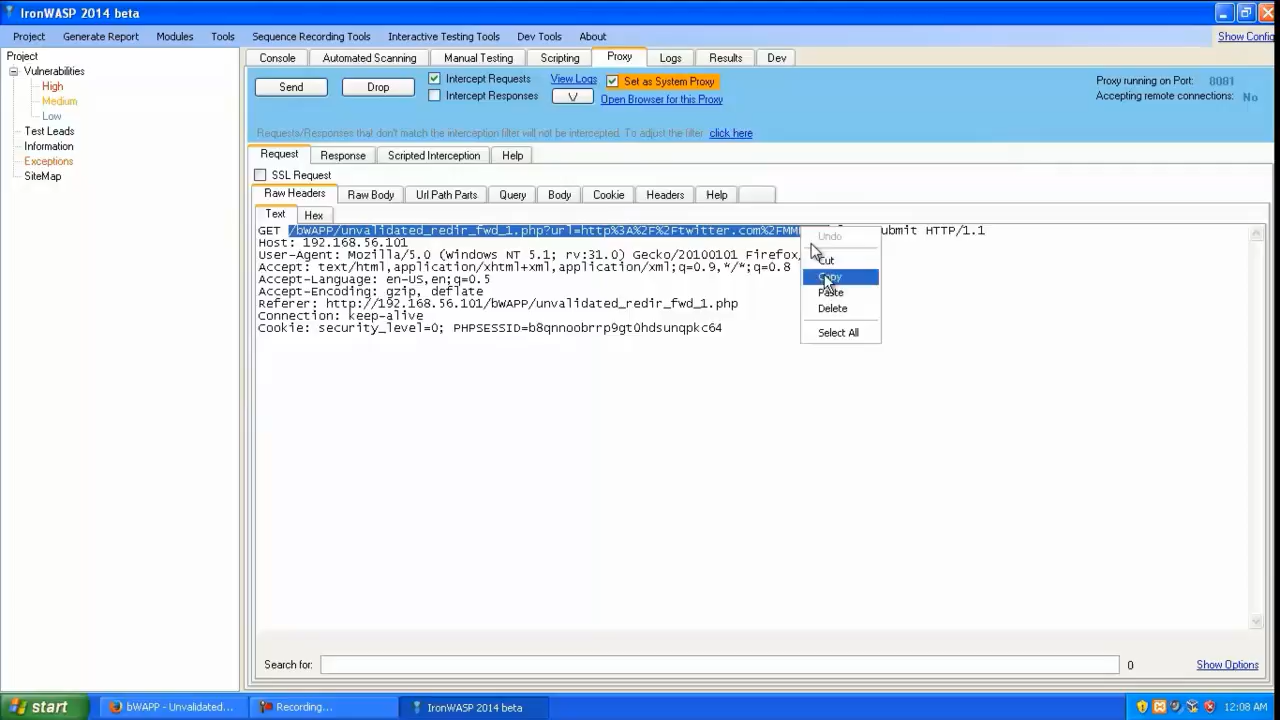 IronWASP 2014 beta
Project Generate Report Modules Tools Sequence Recording Tools Interactive Testing Tools Dev Tools About Show Config
Project
Vulnerabilities
High
Medium
Low
Test Leads
Information
Exceptions
SiteMap
Console Automated Scanning Manual Testing Scripting Proxy Logs Results Dev
Send Drop Intercept Requests View Logs Set as System Proxy Proxy running on Port: 8081
Intercept Responses V Open Browser for this Proxy Accepting remote connections: No
Requests/Responses that don't match the interception filter will not be intercepted. To adjust the filter click here
Request Response Scripted Interception Help
SSL Request
Raw Headers Raw Body Url Path Parts Query Body Cookie Headers Help
Text Hex
GET /bWAPP/unvalidated_redir_fwd_1.php?url=http%3A%2F%2Ftwitter.com%2FMM submit HTTP/1.1
Host: 192.168.56.101
User-Agent: Mozilla/5.0 (Windows NT 5.1; rv:31.0) Gecko/20100101 Firefox/
Accept: text/html,application/xhtml+xml,application/xml;q=0.9,*/*;q=0.8
Accept-Language: en-US,en;q=0.5
Accept-Encoding: gzip, deflate
Referer: http://192.168.56.101/bWAPP/unvalidated_redir_fwd_1.php
Connection: keep-alive
Cookie: security_level=0; PHPSESSID=b8qnnoobrrp9gt0hdsunqpkc64
Undo
Cut
Copy
Paste
Delete
Select All
Search for: 0 Show Options
start bWAPP - Unvalidated... Recording... IronWASP 2014 beta 12:08 AM